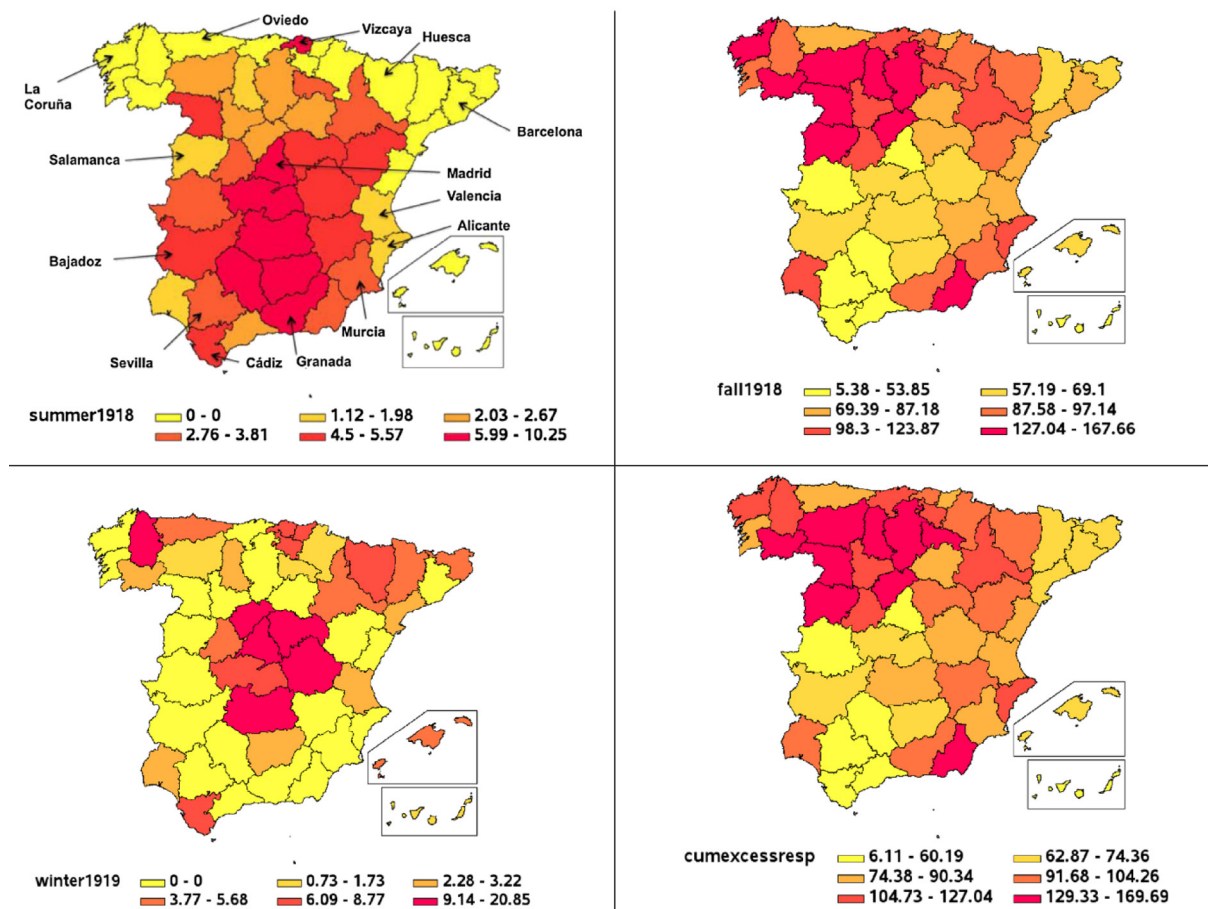 Oviedo
Vizcaya
Huesca
La
Coruña
Barcelona
Salamanca
Madrid
Valencia
Alicante
Bajadoz
Murcia
Sevilla
Cádiz
Granada
summer1918
0 - 0
1.12 - 1.98
2.03 - 2.67
2.76 - 3.81
4.5 - 5.57
5.99 - 10.25
fall1918
5.38 - 53.85
57.19 - 69.1
69.39 - 87.18
87.58 - 97.14
98.3 - 123.87
127.04 - 167.66
winter1919
0 - 0
0.73 - 1.73
2.28 - 3.22
3.77 - 5.68
6.09 - 8.77
9.14 - 20.85
cumexcessresp
6.11 - 60.19
62.87 - 74.36
74.38 - 90.34
91.68 - 104.26
104.73 - 127.04
129.33 - 169.69